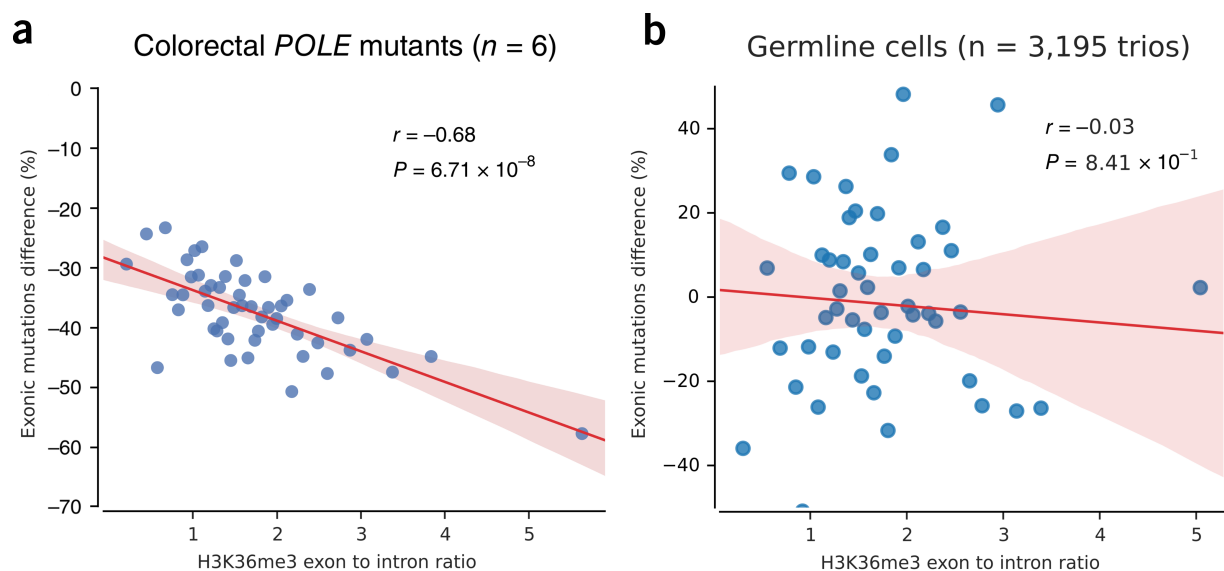 a
Colorectal POLE mutants (n = 6)
r = −0.68
P = 6.71 × 10−8
Exonic mutations difference (%)
0
−10
−20
−30
−40
−50
−60
−70
1 2 3 4 5
H3K36me3 exon to intron ratio
b
Germline cells (n = 3,195 trios)
r = −0.03
P = 8.41 × 10−1
Exonic mutations difference (%)
40
20
0
−20
−40
1 2 3 4 5
H3K36me3 exon to intron ratio